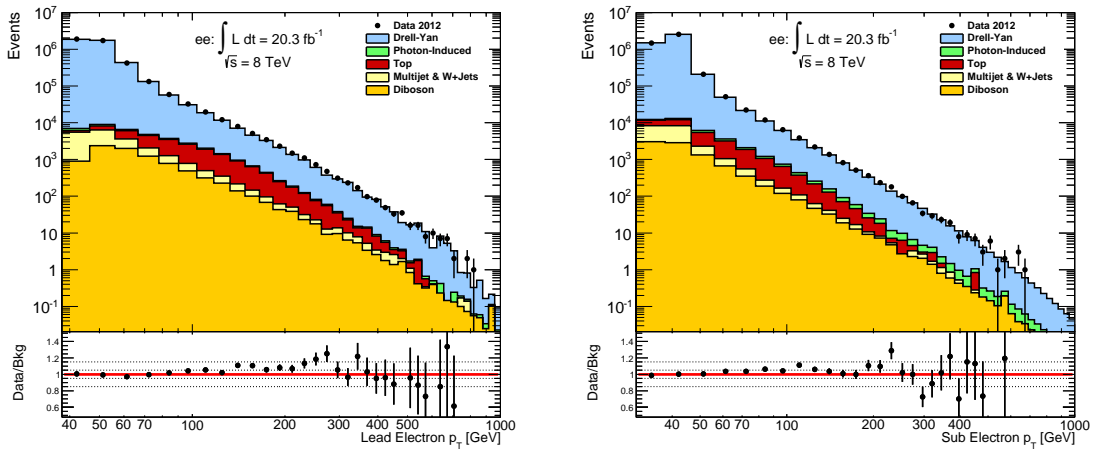 Events
10^7
10^6
10^5
10^4
10^3
10^2
10
1
10^-1
ee: ∫ L dt = 20.3 fb^-1
√s = 8 TeV
Data 2012
Drell-Yan
Photon-Induced
Top
Multijet & W+Jets
Diboson
Data/Bkg
1.4
1.2
1
0.8
0.6
40 50 60 70 100 200 300 400 500 1000
Lead Electron p_T [GeV]
Events
10^7
10^6
10^5
10^4
10^3
10^2
10
1
10^-1
ee: ∫ L dt = 20.3 fb^-1
√s = 8 TeV
Data 2012
Drell-Yan
Photon-Induced
Top
Multijet & W+Jets
Diboson
Data/Bkg
1.4
1.2
1
0.8
0.6
40 50 60 70 100 200 300 400 500 1000
Sub Electron p_T [GeV]